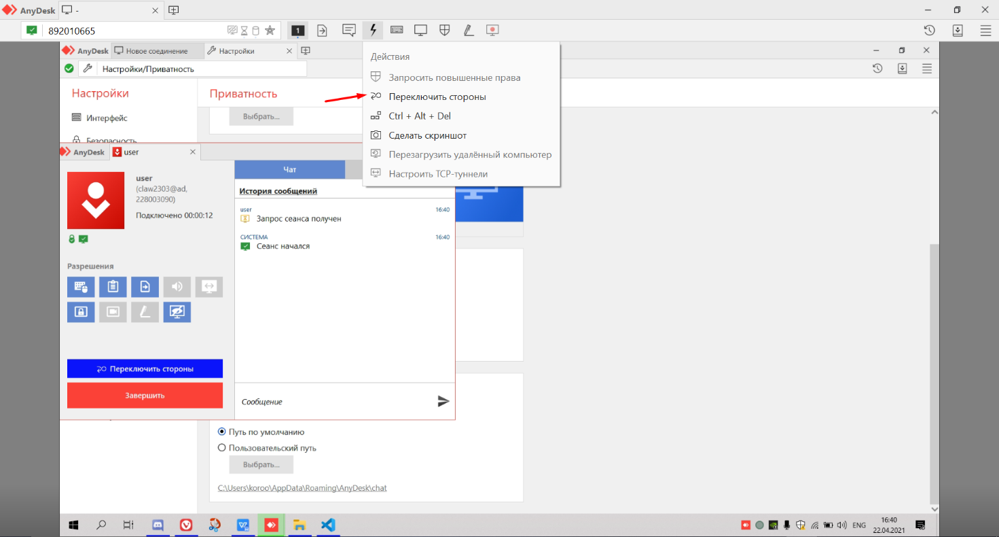 AnyDesk
-
892010665
1
AnyDesk
Новое соединение
Настройки
Настройки/Приватность
Настройки
Приватность
Интерфейс
Выбрать...
Безопасность
Действия
Запросить повышенные права
Переключить стороны
Ctrl + Alt + Del
Сделать скриншот
Перезагрузить удалённый компьютер
Настроить TCP-туннели
AnyDesk
user
user
(claw2303@ad,
228003090)
Подключено 00:00:12
Разрешения
Переключить стороны
Завершить
Чат
История сообщений
user 16:40
Запрос сеанса получен
СИСТЕМА 16:40
Сеанс начался
Сообщение
Путь по умолчанию
Пользовательский путь
Выбрать...
C:\Users\koroo\AppData\Roaming\AnyDesk\chat
ENG
16:40
22.04.2021